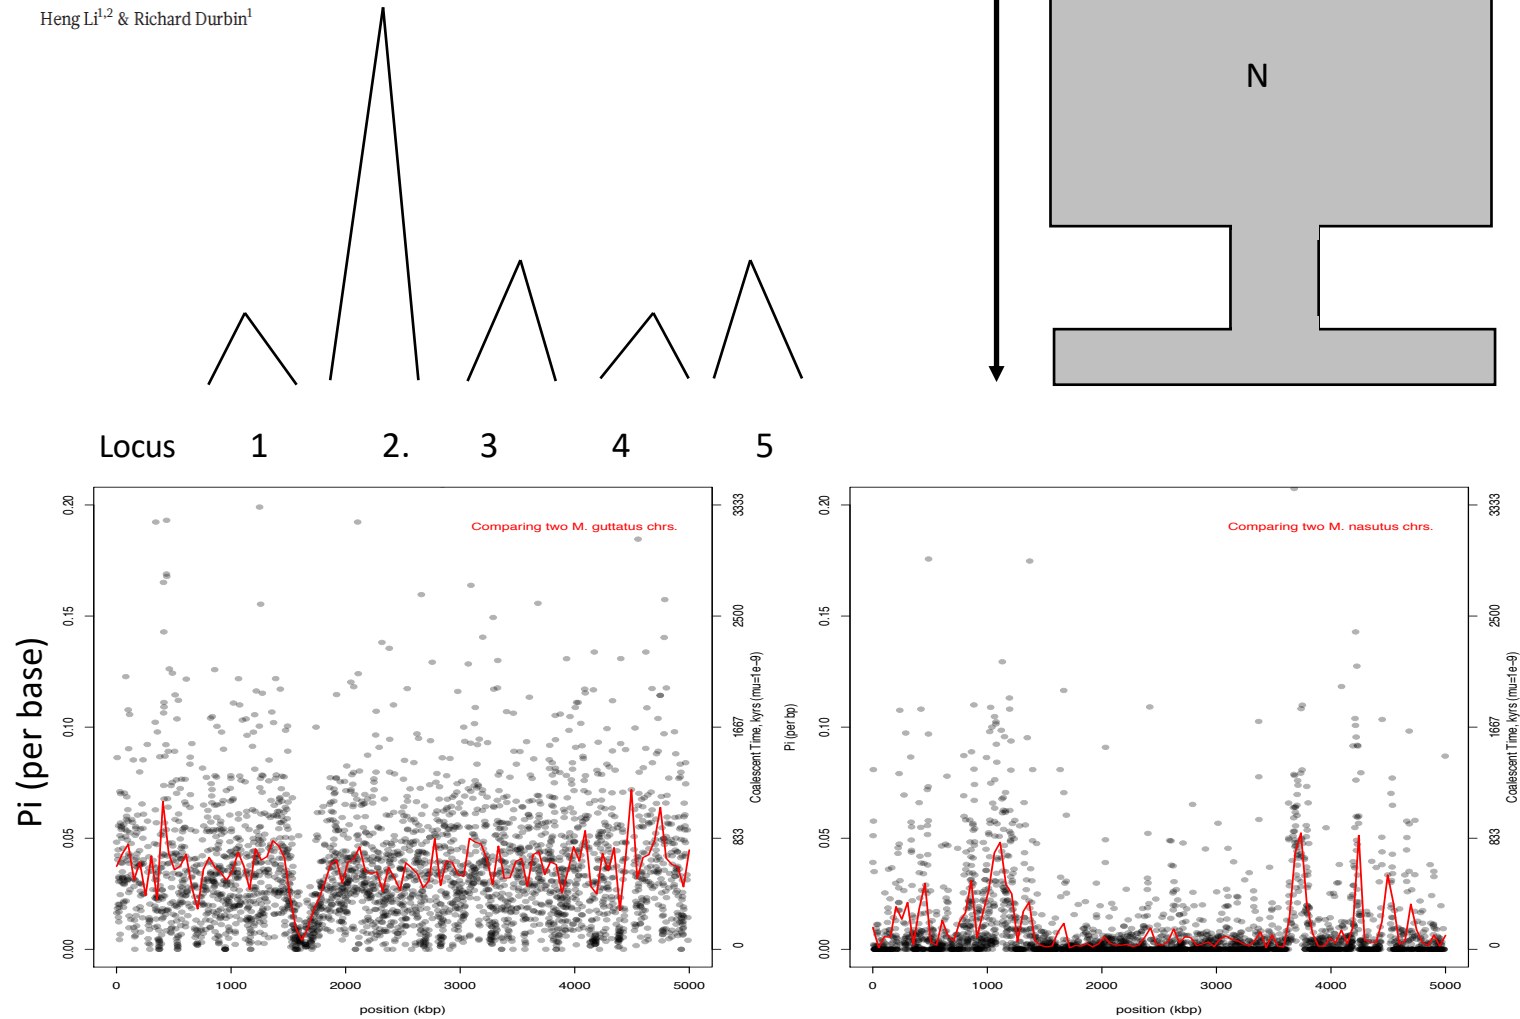 Heng Li1,2 & Richard Durbin1
N
Locus 1 2. 3 4 5
Pi (per base)
0.20
0.15
0.10
0.05
0.00
Comparing two M. guttatus chrs.
3333
2500
1667
833
0
Coalescent Time, kyrs (mu=1e-9)
0 1000 2000 3000 4000 5000
position (kbp)
Pi (per bp)
0.20
0.15
0.10
0.05
0.00
Comparing two M. nasutus chrs.
3333
2500
1667
833
0
Coalescent Time, kyrs (mu=1e-9)
0 1000 2000 3000 4000 5000
position (kbp)